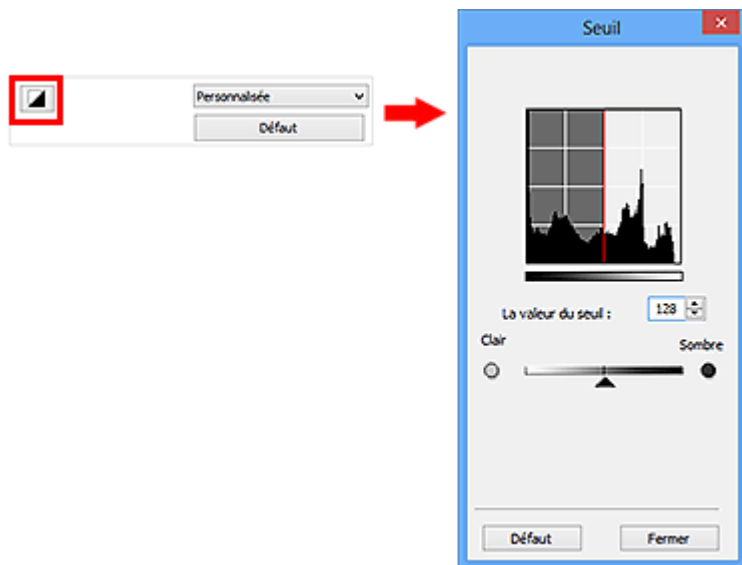 Personnalisée
Défaut
Seuil
La valeur du seuil :
128
Clair
Sombre
Défaut
Fermer